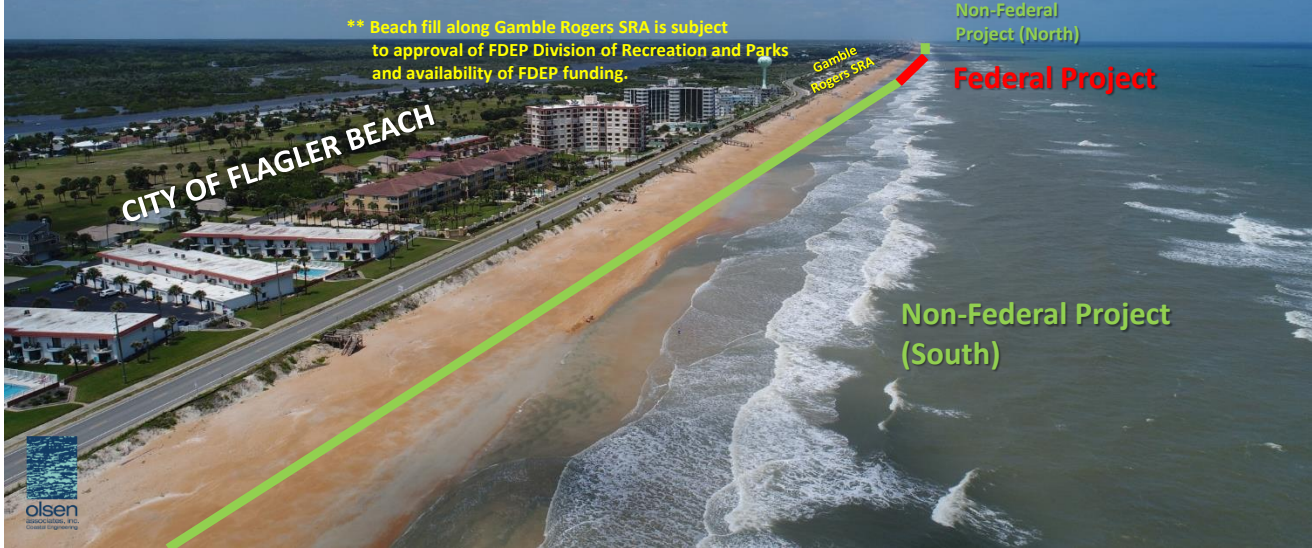 ** Beach fill along Gamble Rogers SRA is subject
to approval of FDEP Division of Recreation and Parks
and availability of FDEP funding.
Non-Federal
Project (North)
Gamble
Rogers SRA
Federal Project
CITY OF FLAGLER BEACH
Non-Federal Project
(South)
olsen
associates, inc.
Coastal Engineering